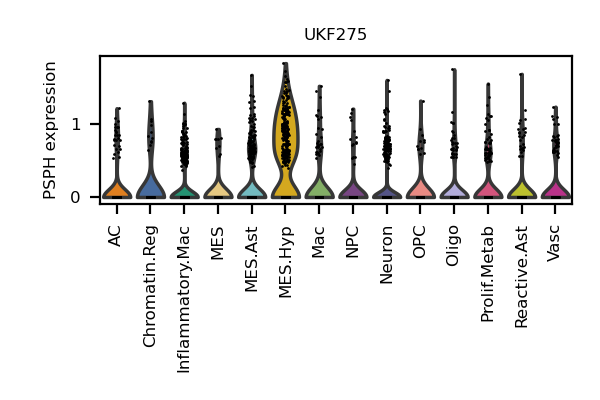 UKF275
PSPH expression
1
0
AC
Chromatin.Reg
Inflammatory.Mac
MES
MES.Ast
MES.Hyp
Mac
NPC
Neuron
OPC
Oligo
Prolif.Metab
Reactive.Ast
Vasc